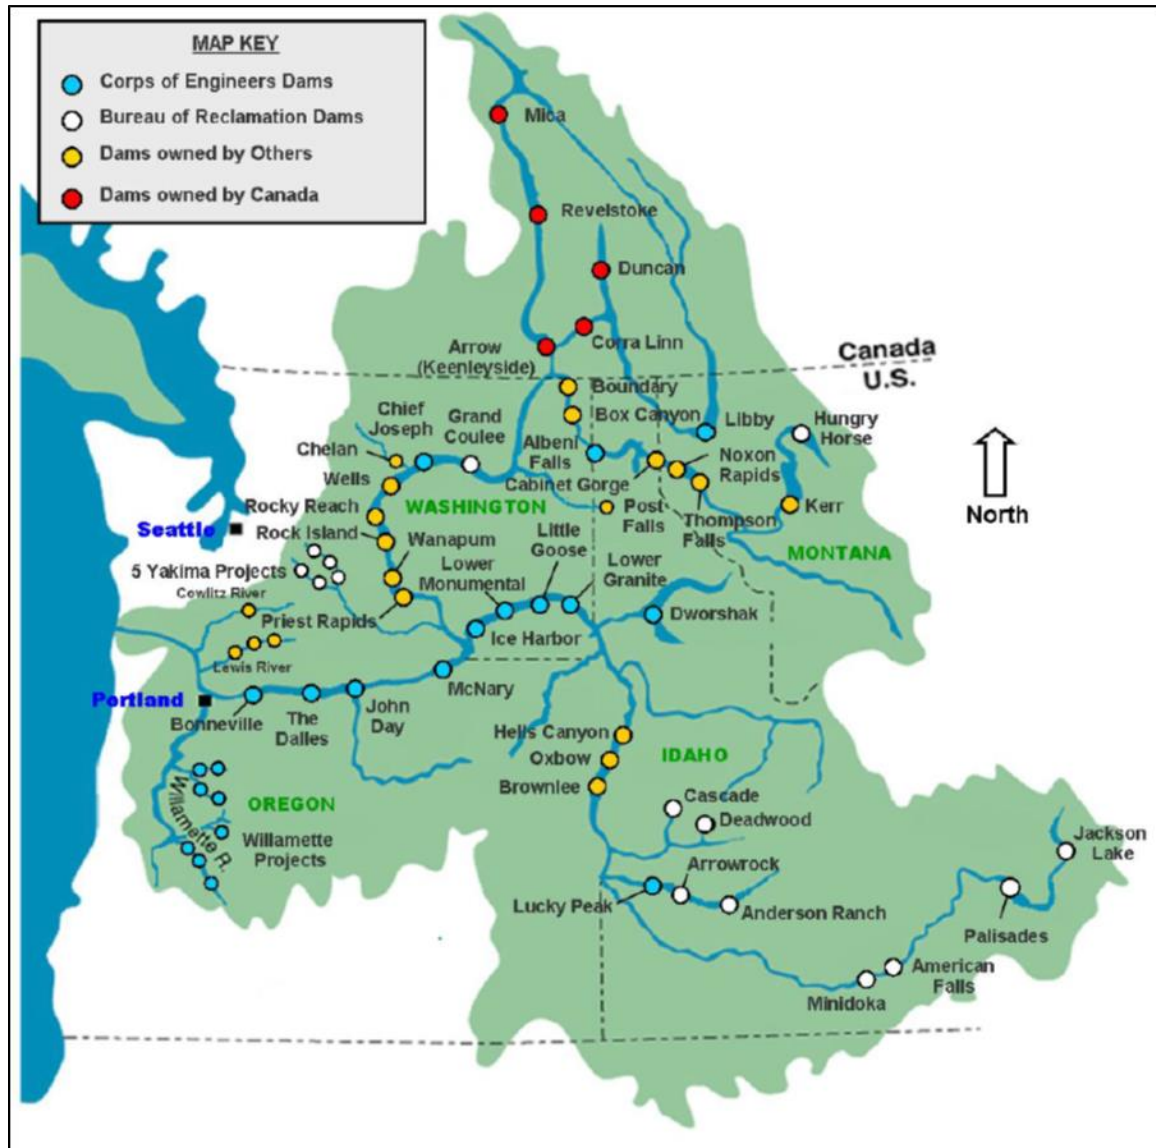 MAP KEY
Corps of Engineers Dams
Bureau of Reclamation Dams
Dams owned by Others
Dams owned by Canada
Mica
Revelstoke
Duncan
Corra Linn
Arrow
(Keenleyside)
Canada
U.S.
Boundary
Box Canyon
Libby
Hungry
Horse
Chief
Joseph
Grand
Coulee
Albeni
Falls
Noxon
Rapids
Chelan
Cabinet Gorge
Wells
Rocky Reach
WASHINGTON
Post
Falls
Thompson
Falls
Kerr
North
Seattle
Rock Island
Wanapum
Little
Goose
Lower
Granite
MONTANA
5 Yakima Projects
Lower
Monumental
Cowlitz River
Priest Rapids
Ice Harbor
Dworshak
Lewis River
McNary
Portland
Bonneville
The
Dalles
John
Day
Hells Canyon
Oxbow
IDAHO
Brownlee
Cascade
Deadwood
OREGON
Willamette R.
Willamette
Projects
Jackson
Lake
Arrowrock
Lucky Peak
Anderson Ranch
Palisades
American
Falls
Minidoka